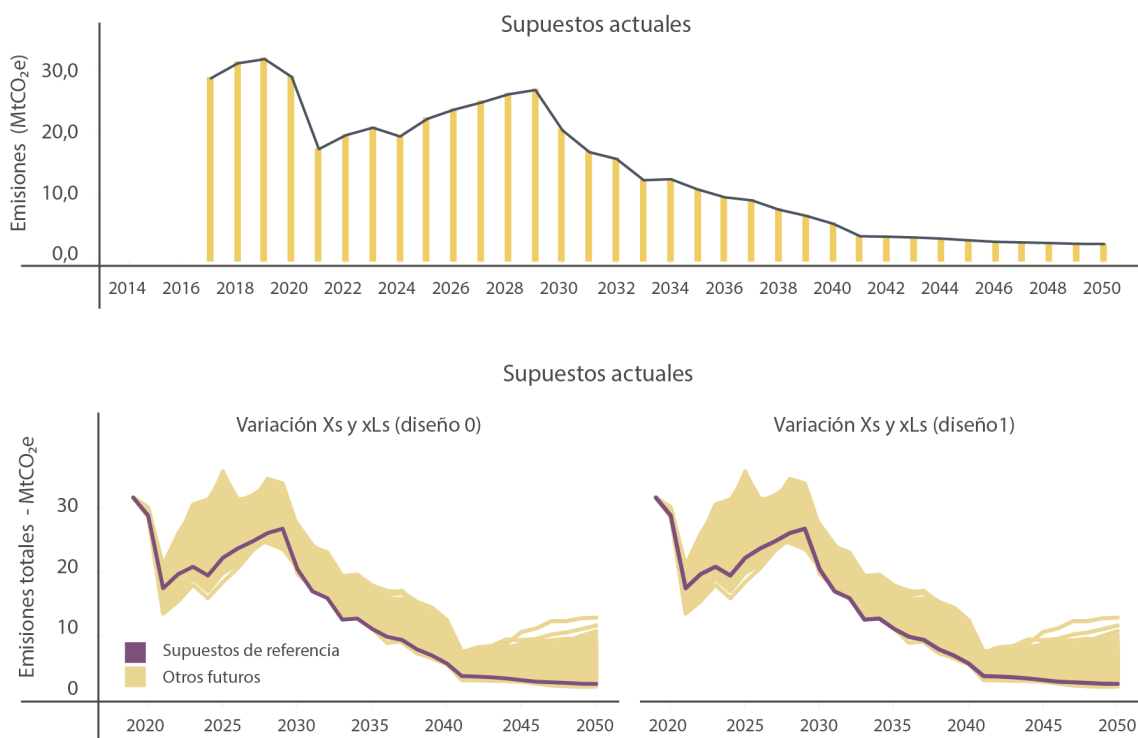 Supuestos actuales
Emisiones (MtCO₂e)
30,0
20,0
10,0
0,0
2014 2016 2018 2020 2022 2024 2026 2028 2030 2032 2034 2036 2038 2040 2042 2044 2046 2048 2050
Supuestos actuales
Variación Xs y xLs (diseño 0)
Variación Xs y xLs (diseño1)
Emisiones totales - MtCO₂e
30
20
10
0
Supuestos de referencia
Otros futuros
2020 2025 2030 2035 2040 2045 2050
2020 2025 2030 2035 2040 2045 2050